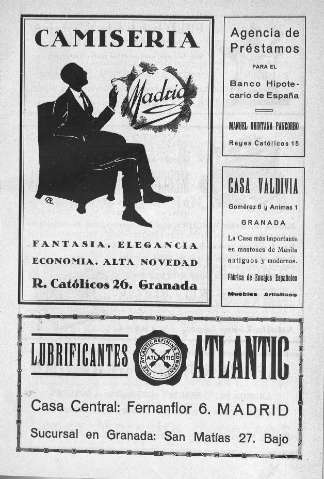 CAMISERIA
Madrid
FANTASIA. ELEGANCIA
ECONOMIA. ALTA NOVEDAD
R. Católicos 26. Granada
Agencia de
Préstamos
PARA EL
Banco Hipote-
cario de España
MANUEL QUINTANA PANCORBO
Reyes Católicos 15
CASA VALDIVIA
Gomérez 6 y Animas 1
GRANADA
La Casa más importante
en mantones de Manila
antiguos y modernos.
Fábrica de Encajes Españoles
Muebles Artísticos
LUBRIFICANTES
ATLANTIC
ATLANTIC
Casa Central: Fernanflor 6. MADRID
Sucursal en Granada: San Matías 27. Bajo